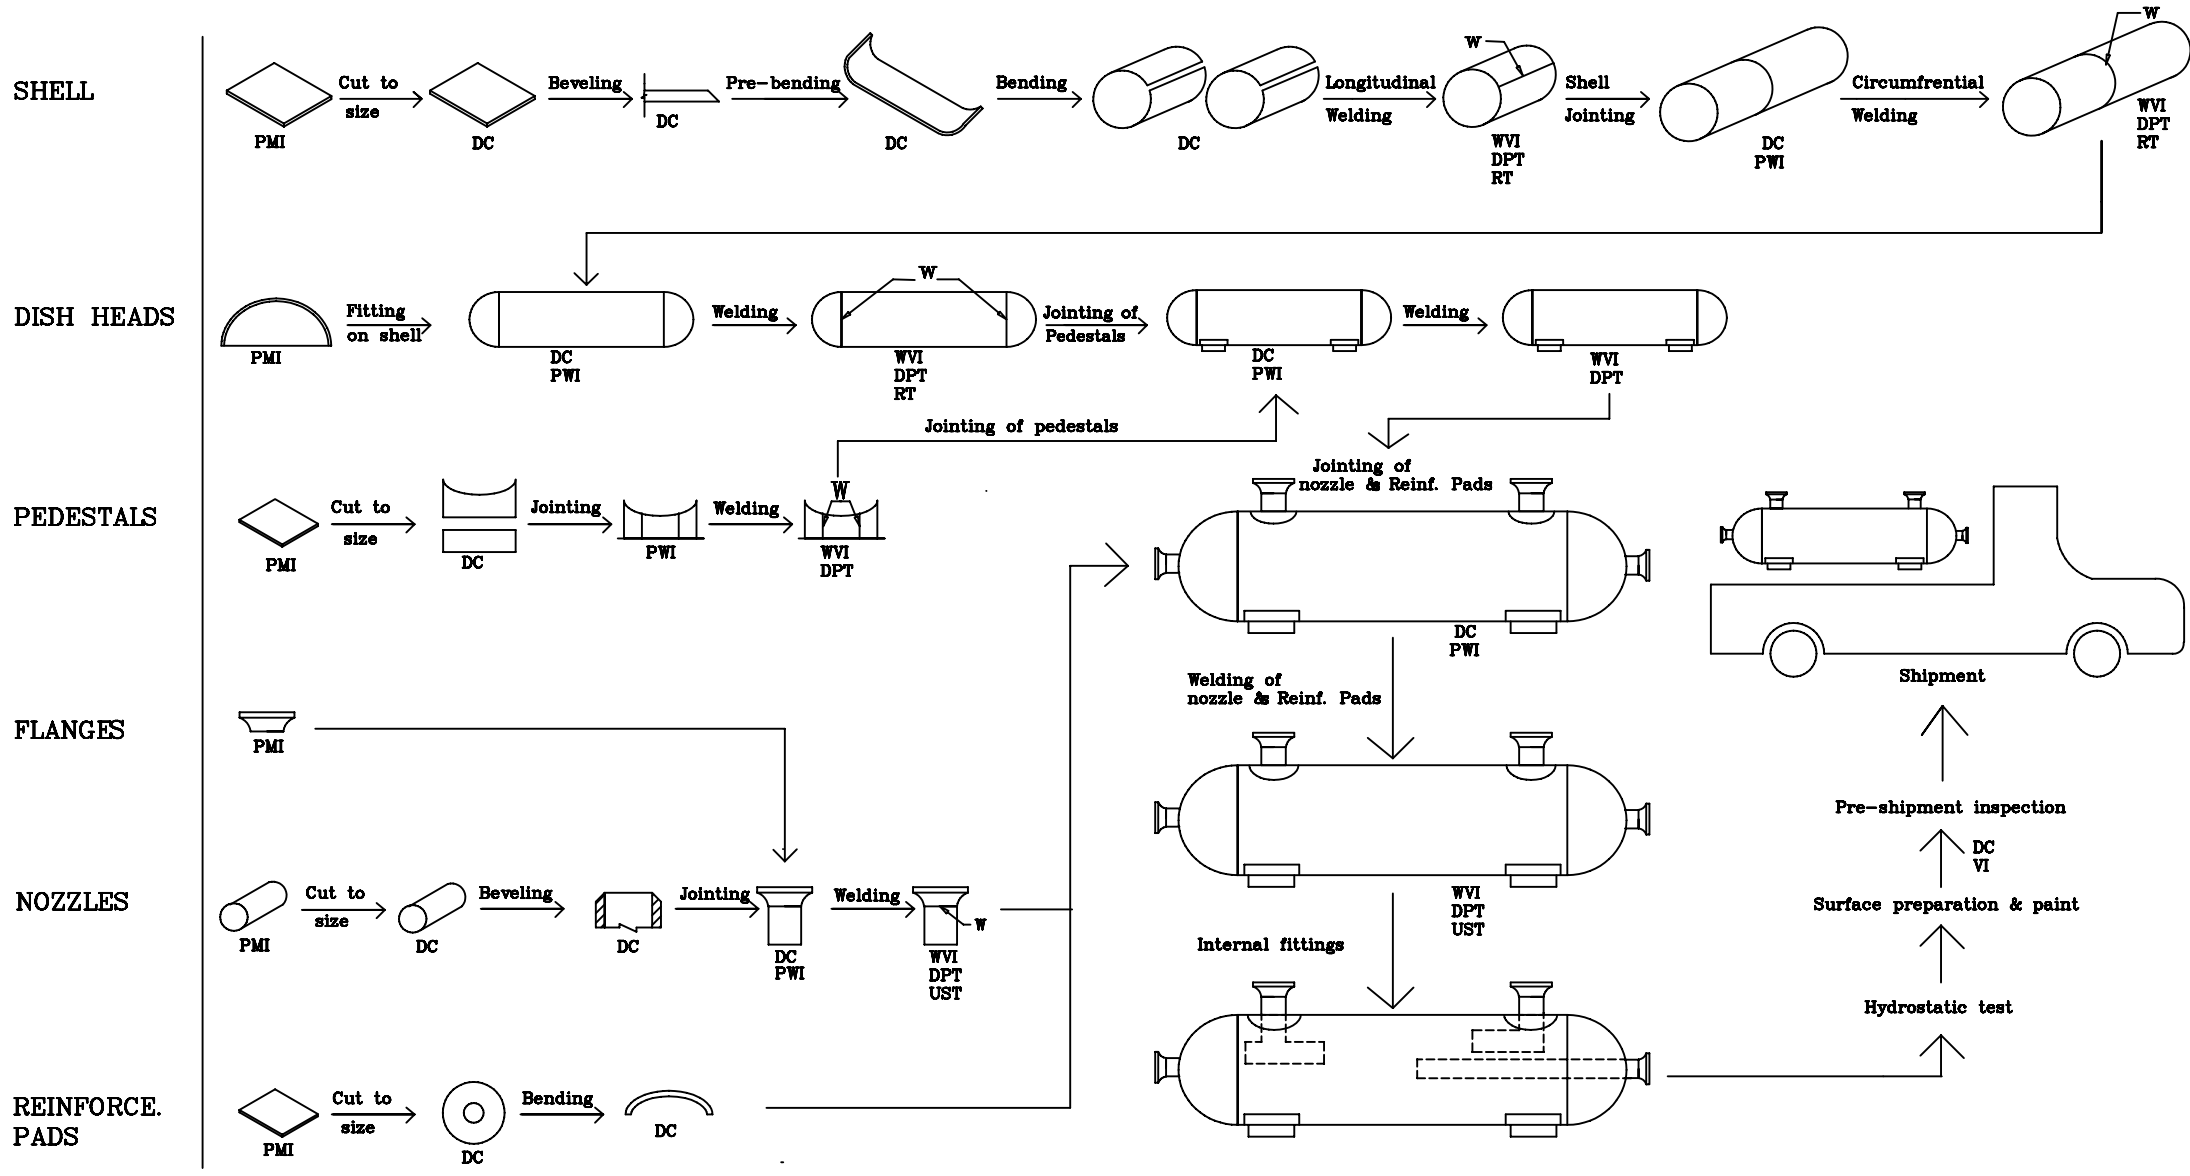 SHELL
PMI
Cut to
size
DC
Beveling
DC
Pre-bending
DC
Bending
DC
Longitudinal
Welding
W
WVI
DPT
RT
Shell
Jointing
DC
PWI
Circumfrential
Welding
W
WVI
DPT
RT
DISH HEADS
PMI
Fitting
on shell
DC
PWI
Welding
W
WVI
DPT
RT
Jointing of
Pedestals
DC
PWI
Welding
WVI
DPT
Jointing of pedestals
PEDESTALS
PMI
Cut to
size
DC
Jointing
PWI
Welding
W
WVI
DPT
Jointing of
nozzle & Reinf. Pads
DC
PWI
Welding of
nozzle & Reinf. Pads
FLANGES
PMI
NOZZLES
PMI
Cut to
size
DC
Beveling
DC
Jointing
DC
PWI
Welding
W
WVI
DPT
UST
WVI
DPT
UST
Internal fittings
REINFORCE.
PADS
PMI
Cut to
size
DC
Bending
DC
Hydrostatic test
Surface preparation & paint
DC
VI
Pre-shipment inspection
Shipment